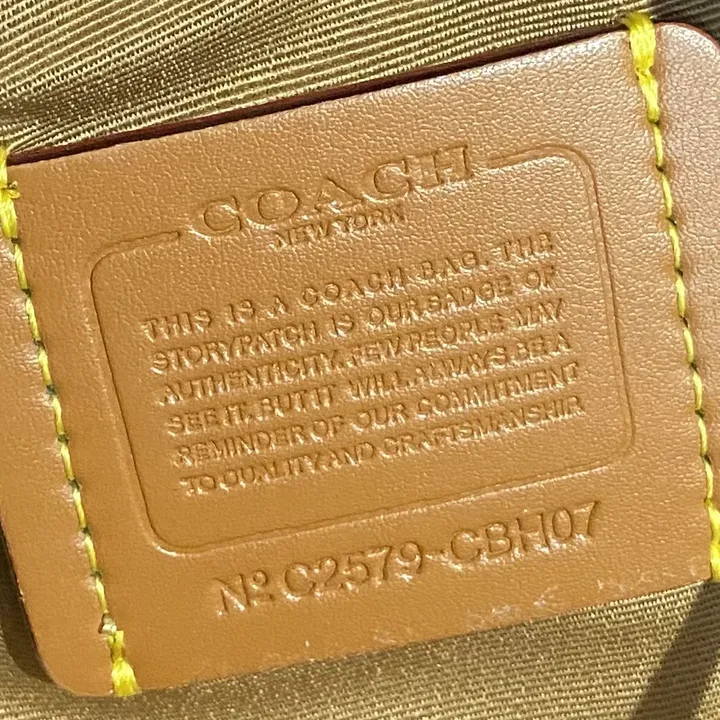 COACH
NEW YORK
THIS IS A COACH BAG. THE
STORYPATCH IS OUR BADGE OF
AUTHENTICITY. FEW PEOPLE MAY
SEE IT, BUT IT WILL ALWAYS BE A
REMINDER OF OUR COMMITMENT
TO QUALITY AND CRAFTSMANSHIP.
Nº C2579-CBH07